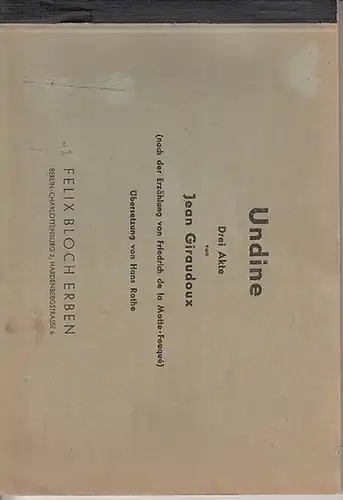 Undine
Drei Akte
von
Jean Giraudoux
(nach der Erzählung von Friedrich de la Motte-Fouqué)
Übersetzung von Hans Rothe
FELIX BLOCH ERBEN
BERLIN-CHARLOTTENBURG 2, HARDENBERGSTRASSE 6